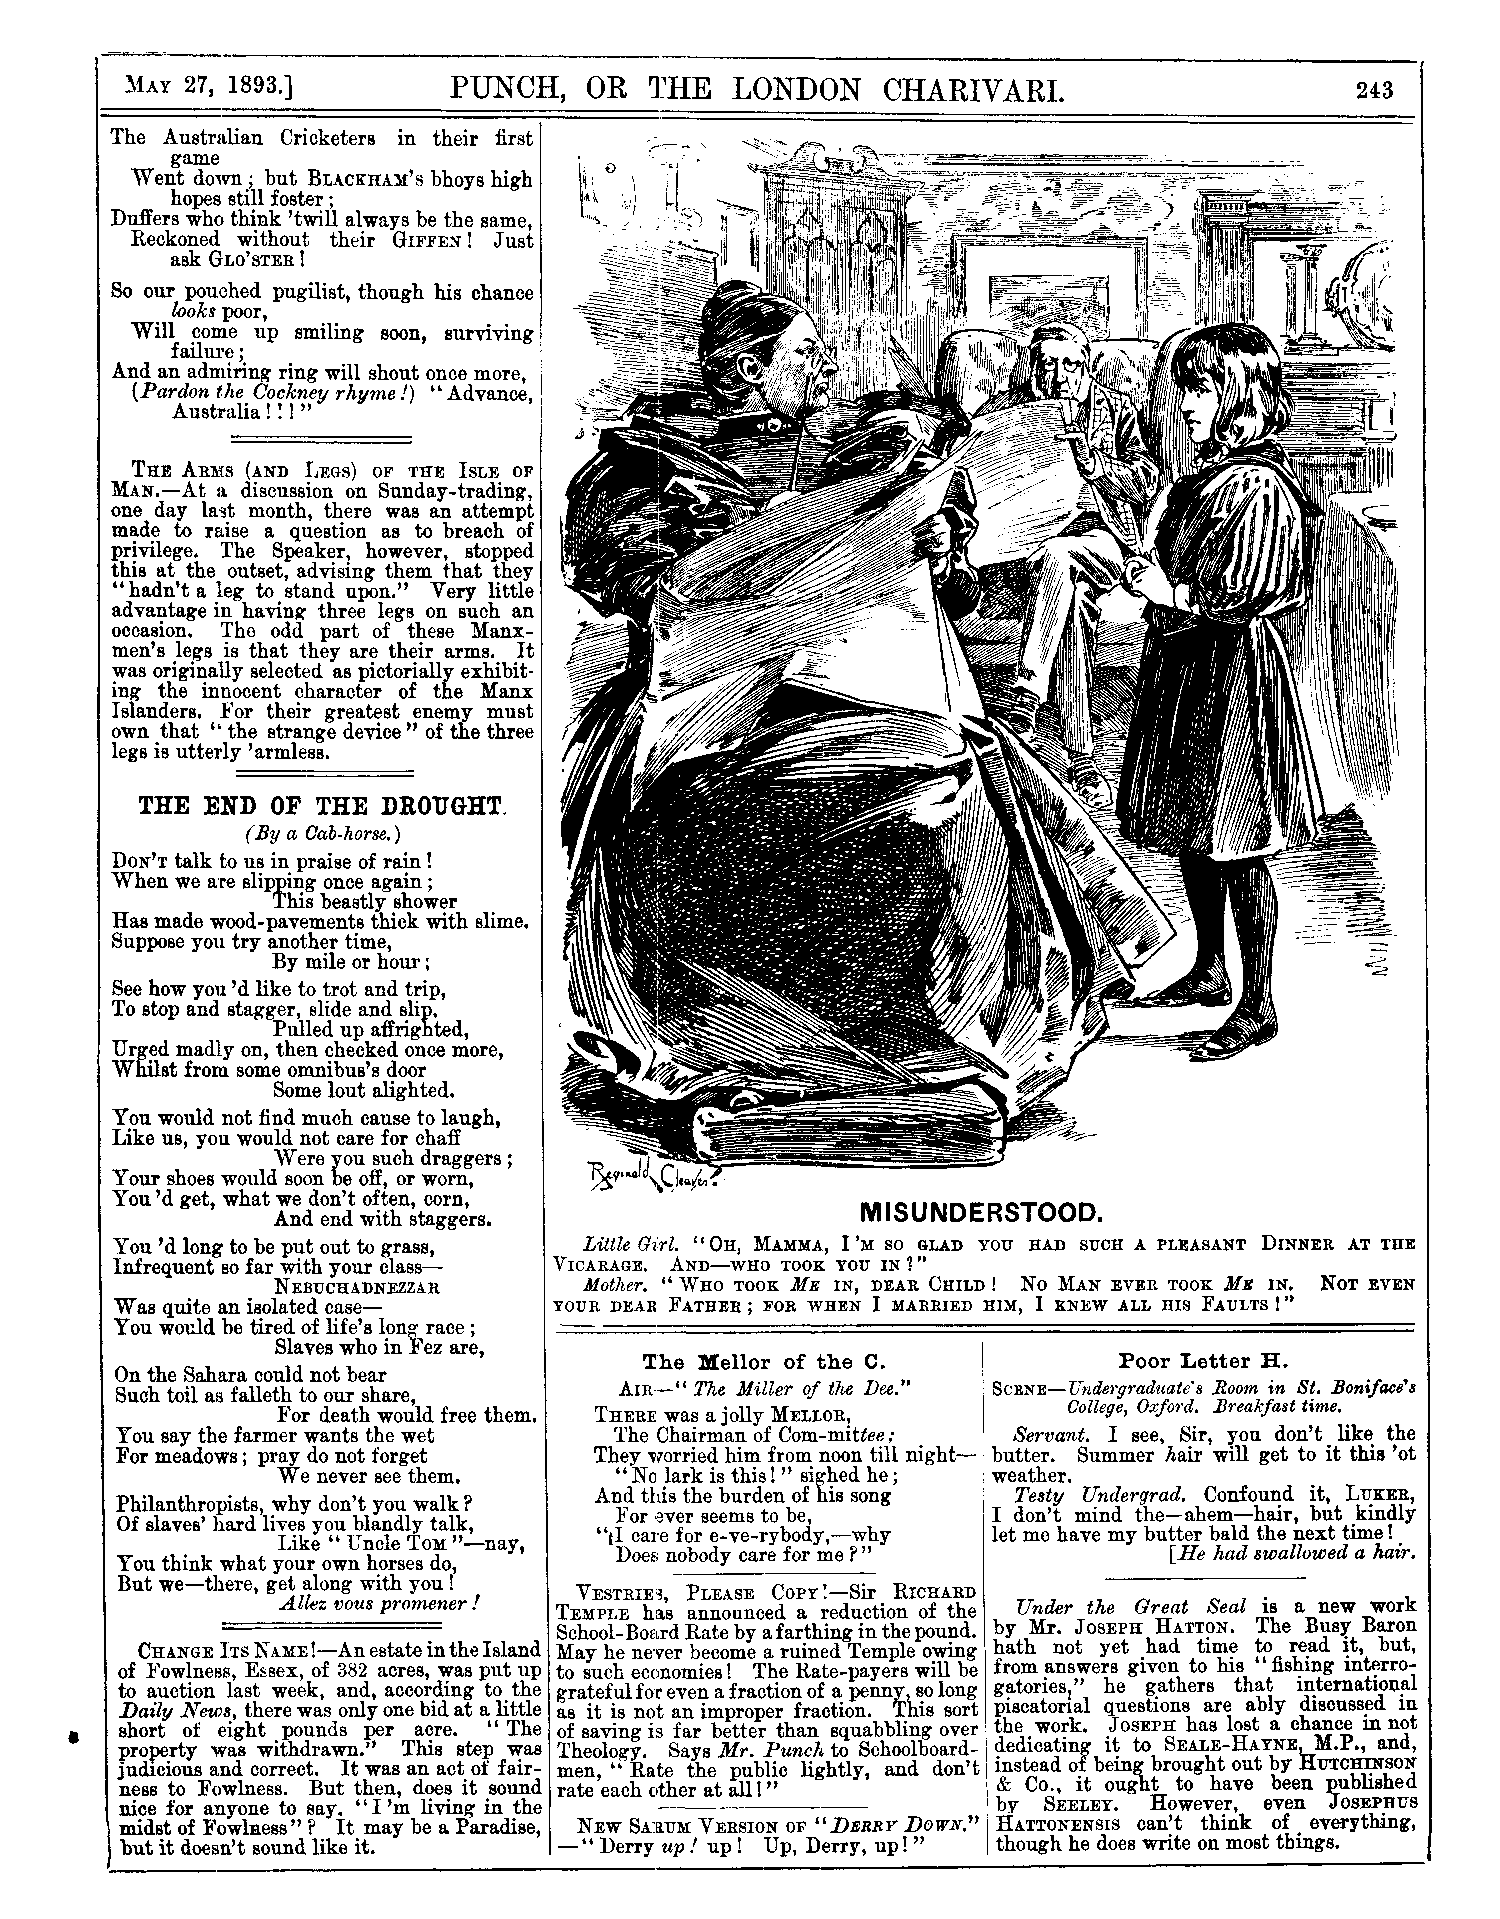 MAY 27, 1893.]
PUNCH, OR THE LONDON CHARIVARI.
243
The Australian Cricketers in their first
game
Went down; but BLACKHAM's bhoys high
hopes still foster;
Duffers who think 'twill always be the same,
Reckoned without their GIFFEN! Just
ask GLO'STER!
So our pouched pugilist, though his chance
looks poor,
Will come up smiling soon, surviving
failure;
And an admiring ring will shout once more,
(Pardon the Cockney rhyme!) "Advance,
Australia!!!"
THE ARMS (AND LEGS) OF THE ISLE OF
MAN.—At a discussion on Sunday-trading,
one day last month, there was an attempt
made to raise a question as to breach of
privilege. The Speaker, however, stopped
this at the outset, advising them that they
"hadn't a leg to stand upon." Very little
advantage in having three legs on such an
occasion. The odd part of these Manx-
men's legs is that they are their arms. It
was originally selected as pictorially exhibit-
ing the innocent character of the Manx
Islanders. For their greatest enemy must
own that "the strange device" of the three
legs is utterly 'armless.
THE END OF THE DROUGHT.
(By a Cab-horse.)
DON'T talk to us in praise of rain!
When we are slipping once again;
This beastly shower
Has made wood-pavements thick with slime.
Suppose you try another time,
By mile or hour;
See how you'd like to trot and trip,
To stop and stagger, slide and slip,
Pulled up affrighted,
Urged madly on, then checked once more,
Whilst from some omnibus's door
Some lout alighted.
You would not find much cause to laugh,
Like us, you would not care for chaff
Were you such draggers;
Your shoes would soon be off, or worn,
You'd get, what we don't often, corn,
And end with staggers.
You'd long to be put out to grass,
Infrequent so far with your class—
NEBUCHADNEZZAR
Was quite an isolated case—
You would be tired of life's long race;
Slaves who in Fez are,
On the Sahara could not bear
Such toil as falleth to our share,
For death would free them.
You say the farmer wants the wet
For meadows; pray do not forget
We never see them.
Philanthropists, why don't you walk?
Of slaves' hard lives you blandly talk,
Like "Uncle TOM"—nay,
You think what your own horses do,
But we—there, get along with you!
Allez vous promener!
CHANGE ITS NAME!—An estate in the Island
of Fowlness, Essex, of 382 acres, was put up
to auction last week, and, according to the
Daily News, there was only one bid at a little
short of eight pounds per acre. "The
property was withdrawn." This step was
judicious and correct. It was an act of fair-
ness to Fowlness. But then, does it sound
nice for anyone to say, "I'm living in the
midst of Fowlness"? It may be a Paradise,
but it doesn't sound like it.
Reginald Cleaver
MISUNDERSTOOD.
Little Girl. "OH, MAMMA, I'M SO GLAD YOU HAD SUCH A PLEASANT DINNER AT THE
VICARAGE. AND—WHO TOOK YOU IN?"
Mother. "WHO TOOK ME IN, DEAR CHILD! NO MAN EVER TOOK ME IN. NOT EVEN
YOUR DEAR FATHER; FOR WHEN I MARRIED HIM, I KNEW ALL HIS FAULTS!"
The Mellor of the C.
AIR—"The Miller of the Dee."
THERE was a jolly MELLOR,
The Chairman of Com-mittee;
They worried him from noon till night—
"No lark is this!" sighed he;
And this the burden of his song
For ever seems to be,
"I care for e-ve-rybody,—why
Does nobody care for me?"
VESTRIES, PLEASE COPY!—Sir RICHARD
TEMPLE has announced a reduction of the
School-Board Rate by a farthing in the pound.
May he never become a ruined Temple owing
to such economies! The Rate-payers will be
grateful for even a fraction of a penny, so long
as it is not an improper fraction. This sort
of saving is far better than squabbling over
Theology. Says Mr. Punch to Schoolboard-
men, "Rate the public lightly, and don't
rate each other at all!"
NEW SARUM VERSION OF "DERRY DOWN."
—"Derry up! up! Up, Derry, up!"
Poor Letter H.
SCENE—Undergraduate's Room in St. Boniface's
College, Oxford. Breakfast time.
Servant. I see, Sir, you don't like the
butter. Summer hair will get to it this 'ot
weather.
Testy Undergrad. Confound it, LUKER,
I don't mind the—ahem—hair, but kindly
let me have my butter bald the next time!
[He had swallowed a hair.
Under the Great Seal is a new work
by Mr. JOSEPH HATTON. The Busy Baron
hath not yet had time to read it, but,
from answers given to his "fishing interro-
gatories," he gathers that international
piscatorial questions are ably discussed in
the work. JOSEPH has lost a chance in not
dedicating it to SEALE-HAYNE, M.P., and,
instead of being brought out by HUTCHINSON
& Co., it ought to have been published
by SEELEY. However, even JOSEPHUS
HATTONENSIS can't think of everything,
though he does write on most things.